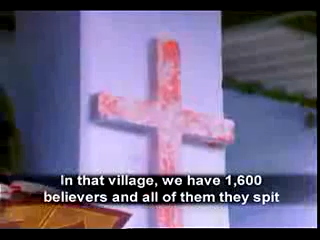 In that village, we have 1,600
believers and all of them they spit